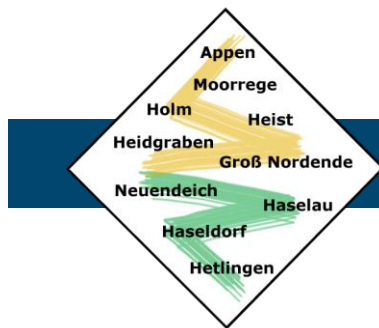 Appen
Moorrege
Holm
Heist
Heidgraben
Groß Nordende
Neuendeich
Haselau
Haseldorf
Hetlingen